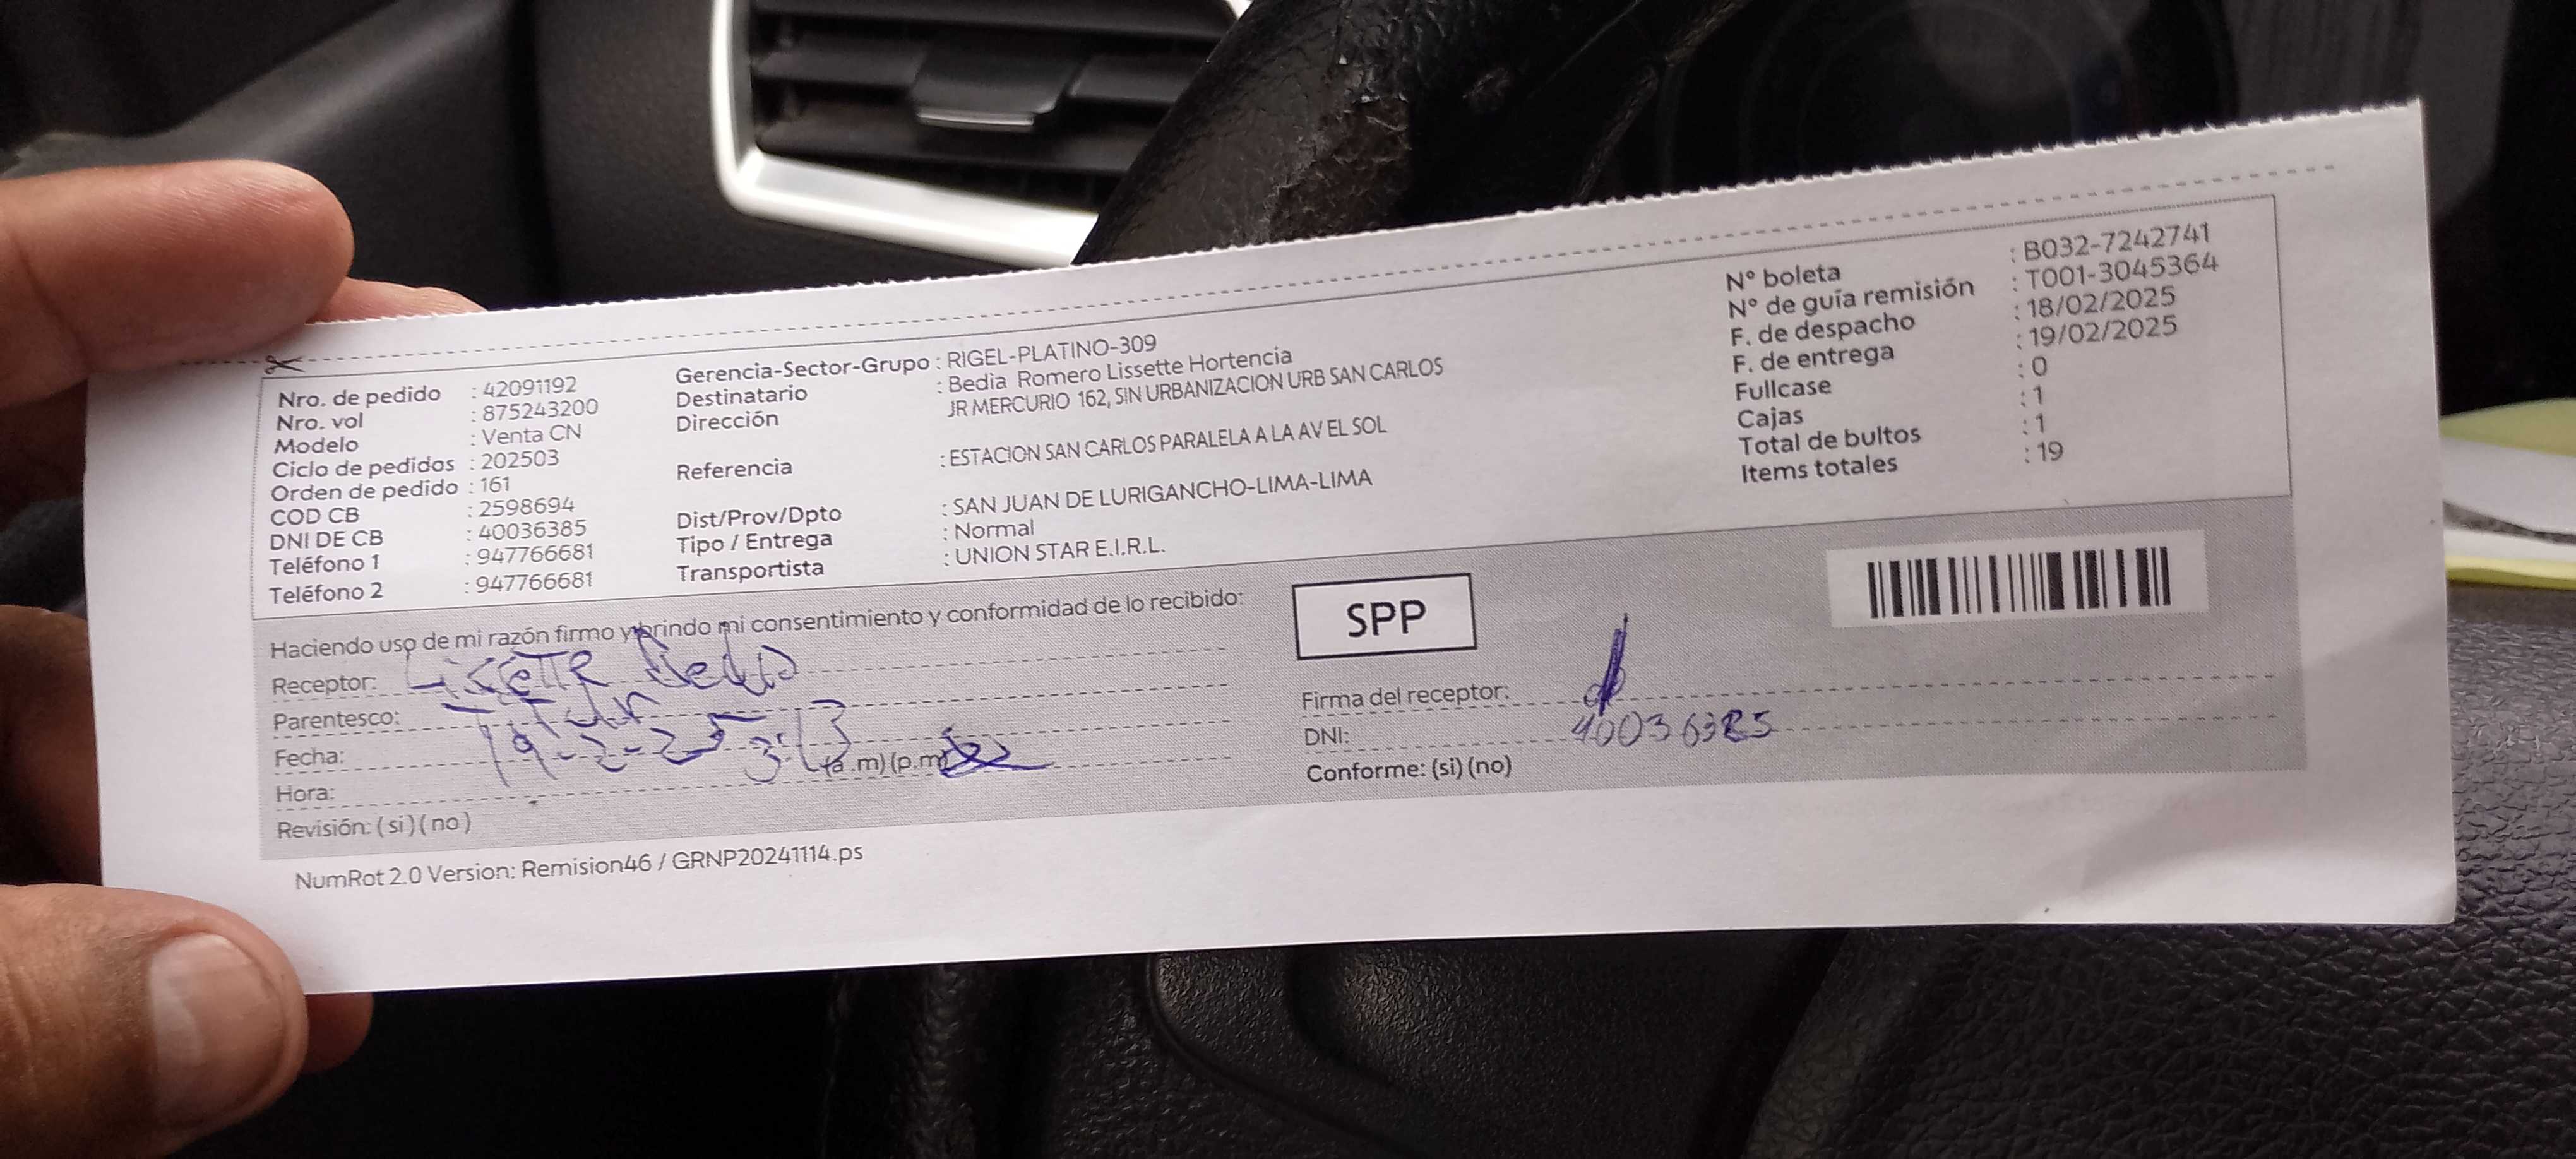 Nro. de pedido : 42091192
Nro. vol : 875243200
Modelo : Venta CN
Ciclo de pedidos : 202503
Orden de pedido : 161
COD CB : 2598694
DNI DE CB : 40036385
Teléfono 1 : 947766681
Teléfono 2 : 947766681
Gerencia-Sector-Grupo : RIGEL-PLATINO-309
Destinatario : Bedia Romero Lissette Hortencia
Dirección JR MERCURIO 162, SIN URBANIZACION URB SAN CARLOS
Referencia : ESTACION SAN CARLOS PARALELA A LA AV EL SOL
Dist/Prov/Dpto : SAN JUAN DE LURIGANCHO-LIMA-LIMA
Tipo / Entrega : Normal
Transportista : UNION STAR E.I.R.L.
N° boleta : B032-7242741
N° de guía remisión : T001-3045364
F. de despacho : 18/02/2025
F. de entrega : 19/02/2025
Fullcase : 0
Cajas : 1
Total de bultos : 1
Items totales : 19
Haciendo uso de mi razón firmo y brindo mi consentimiento y conformidad de lo recibido:
Receptor: Lissette Bedia
Parentesco: Titular
Fecha: 19-2-25
Hora: 3:13 (a.m) (p.m)
Revisión: (si) (no)
SPP
Firma del receptor:
DNI: 40036385
Conforme: (si) (no)
NumRot 2.0 Version: Remision46 / GRNP20241114.ps